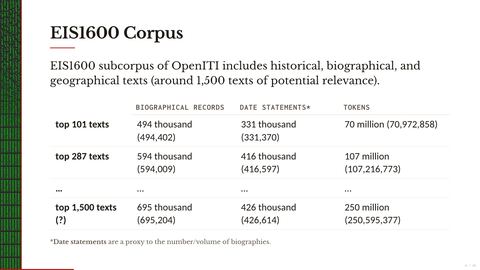 EIS1600 Corpus
EIS1600 subcorpus of OpenITI includes historical, biographical, and
geographical texts (around 1,500 texts of potential relevance).
BIOGRAPHICAL RECORDS DATE STATEMENTS* TOKENS
top 101 texts 494 thousand 331 thousand 70 million (70,972,858)
(494,402) (331,370)
top 287 texts 594 thousand 416 thousand 107 million
(594,009) (416,597) (107,216,773)
... ... ... ...
top 1,500 texts 695 thousand 426 thousand 250 million
(?) (695,204) (426,614) (250,595,377)
*Date statements are a proxy to the number/volume of biographies.